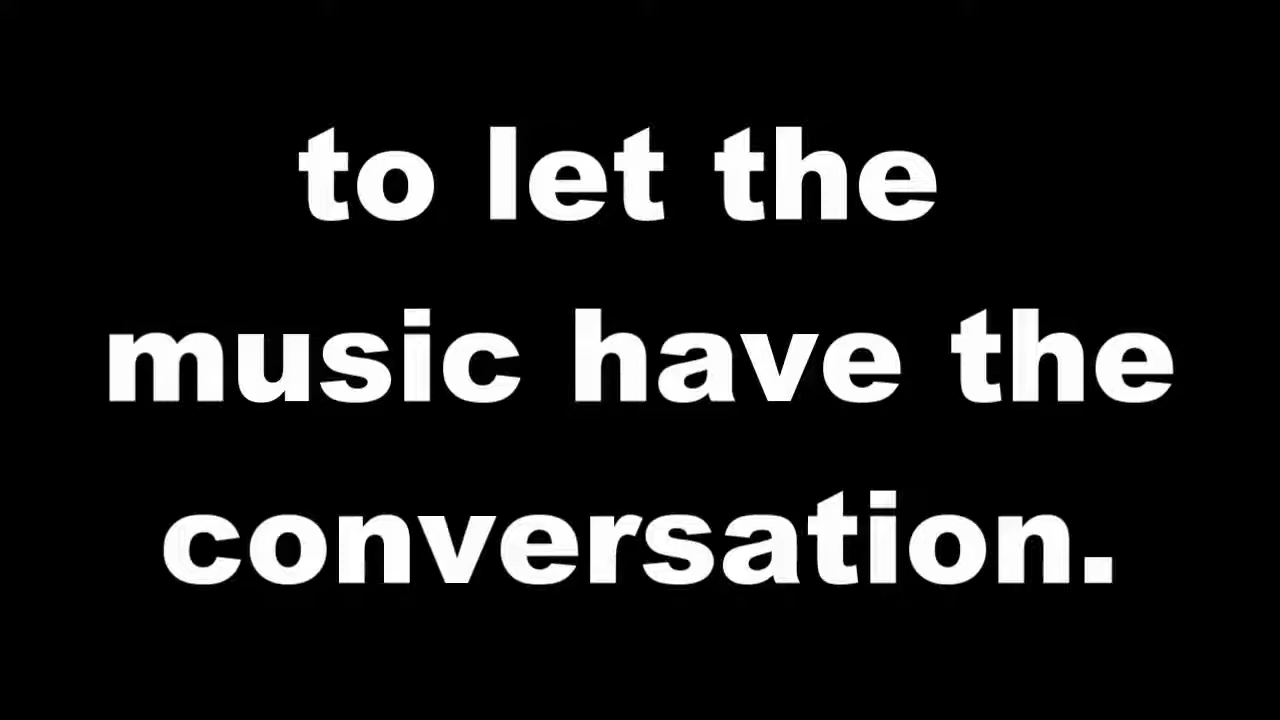 to let the
music have the
conversation.